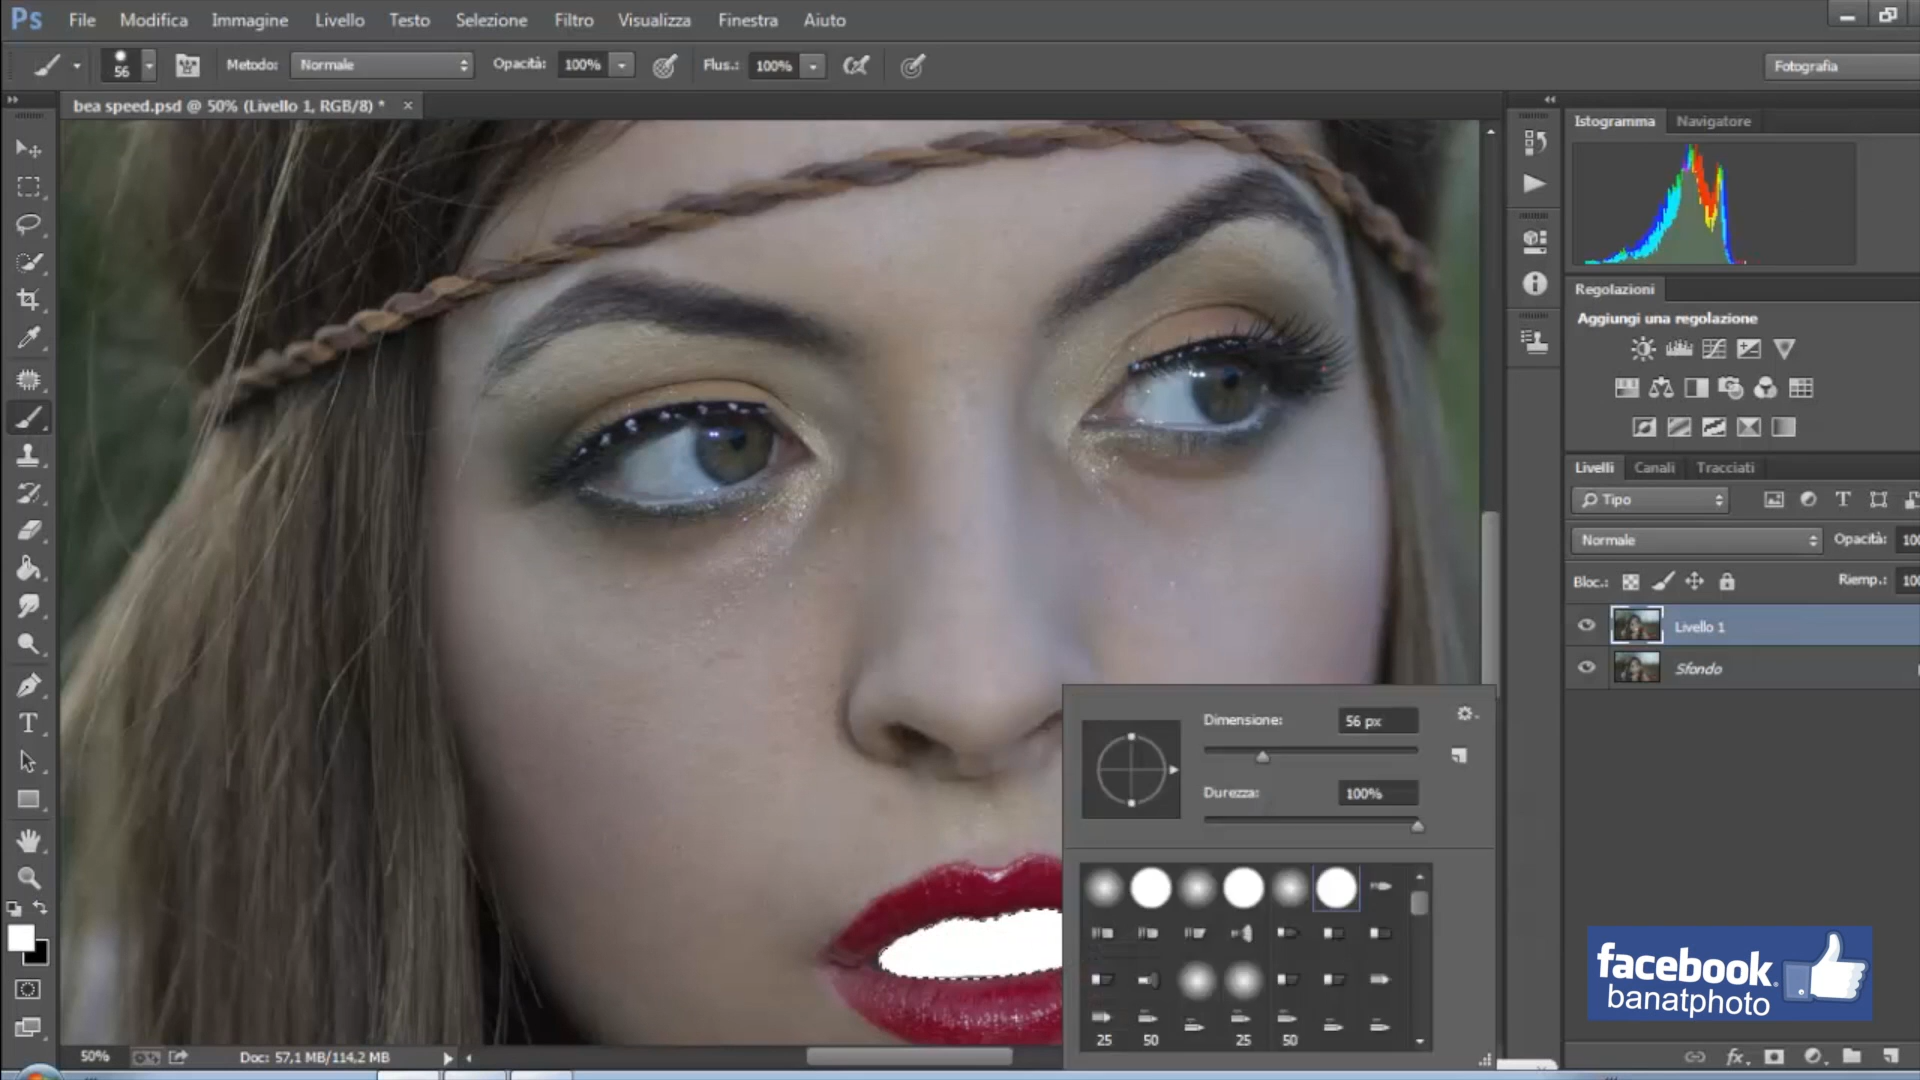 Ps File Modifica Immagine Livello Testo Selezione Filtro Visualizza Finestra Aiuto
56 Metodo: Normale Opacità: 100% Flus.: 100% Fotografia
bea speed.psd @ 50% (Livello 1, RGB/8) * ×
Istogramma Navigatore
Regolazioni
Aggiungi una regolazione
Livelli Canali Tracciati
Tipo
Normale Opacità: 100
Bloc.: Riemp.: 100
Livello 1
Sfondo
Dimensione: 56 px
Durezza: 100%
25 50 25 50
facebook
banatphoto
50% Doc: 57,1 MB/114,2 MB